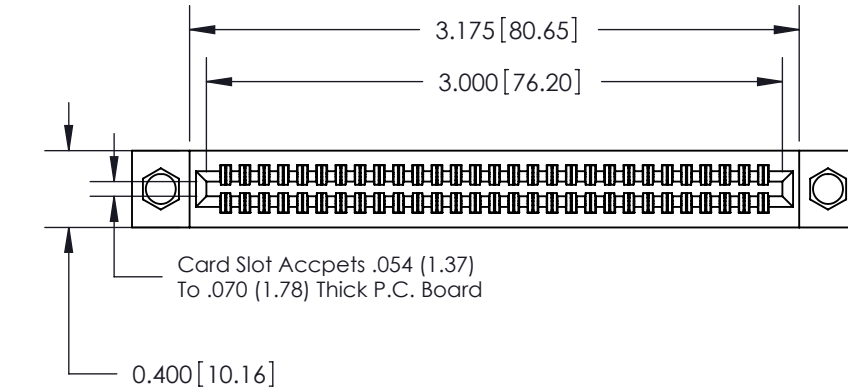 3.175[80.65]
3.000[76.20]
Card Slot Accpets .054 (1.37)
To .070 (1.78) Thick P.C. Board
0.400[10.16]